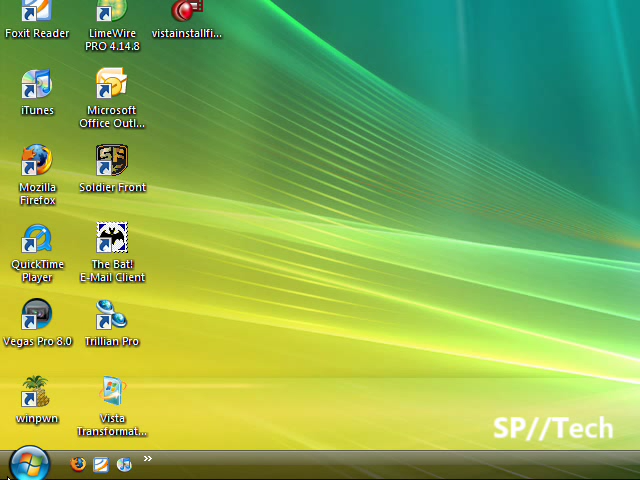 Foxit Reader
LimeWire
PRO 4.14.8
vistainstallfi...
iTunes
Microsoft
Office Outl...
Mozilla
Firefox
SF
Soldier Front
QuickTime
Player
The Bat!
E-Mail Client
Vegas Pro 8.0
Trillian Pro
winpwn
Vista
Transformat...
SP//Tech
»